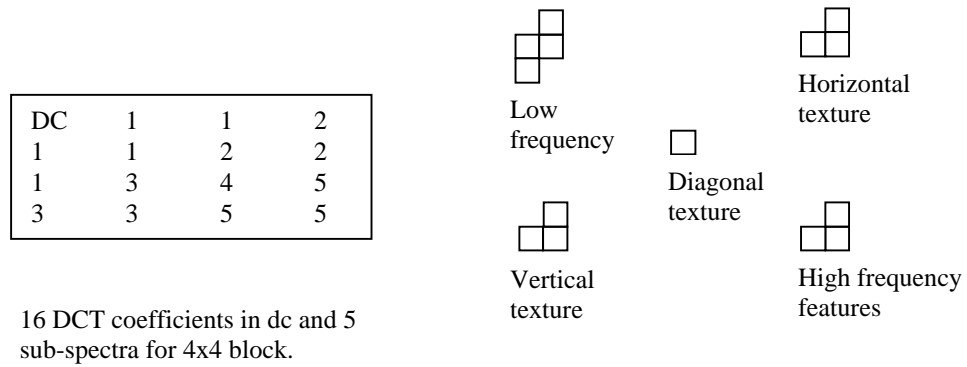 DC 1 1 2
1 1 2 2
1 3 4 5
3 3 5 5
16 DCT coefficients in dc and 5
sub-spectra for 4x4 block.
Low
frequency
Horizontal
texture
Diagonal
texture
Vertical
texture
High frequency
features